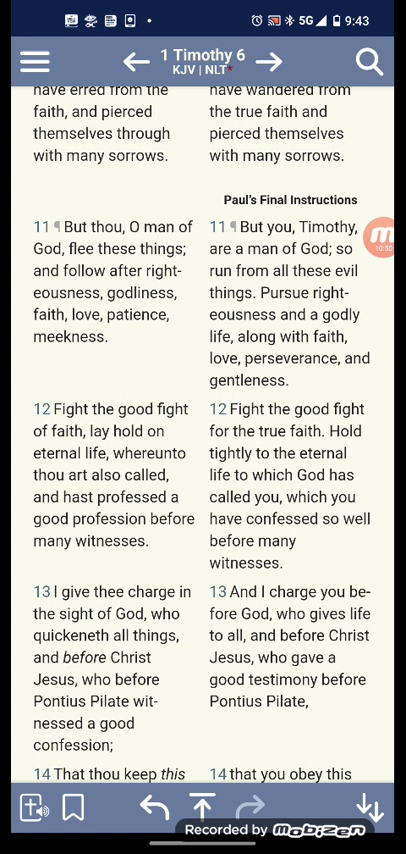 5G 9:43
1 Timothy 6
KJV | NLT*
have erred from the
faith, and pierced
themselves through
with many sorrows.
11 ¶ But thou, O man of
God, flee these things;
and follow after right-
eousness, godliness,
faith, love, patience,
meekness.
12 Fight the good fight
of faith, lay hold on
eternal life, whereunto
thou art also called,
and hast professed a
good profession before
many witnesses.
13 I give thee charge in
the sight of God, who
quickeneth all things,
and before Christ
Jesus, who before
Pontius Pilate wit-
nessed a good
confession;
14 That thou keep this
have wandered from
the true faith and
pierced themselves
with many sorrows.
Paul's Final Instructions
11 ¶ But you, Timothy,
are a man of God; so
run from all these evil
things. Pursue right-
eousness and a godly
life, along with faith,
love, perseverance, and
gentleness.
12 Fight the good fight
for the true faith. Hold
tightly to the eternal
life to which God has
called you, which you
have confessed so well
before many
witnesses.
13 And I charge you be-
fore God, who gives life
to all, and before Christ
Jesus, who gave a
good testimony before
Pontius Pilate,
14 that you obey this
m
10:50
Recorded by mobizen